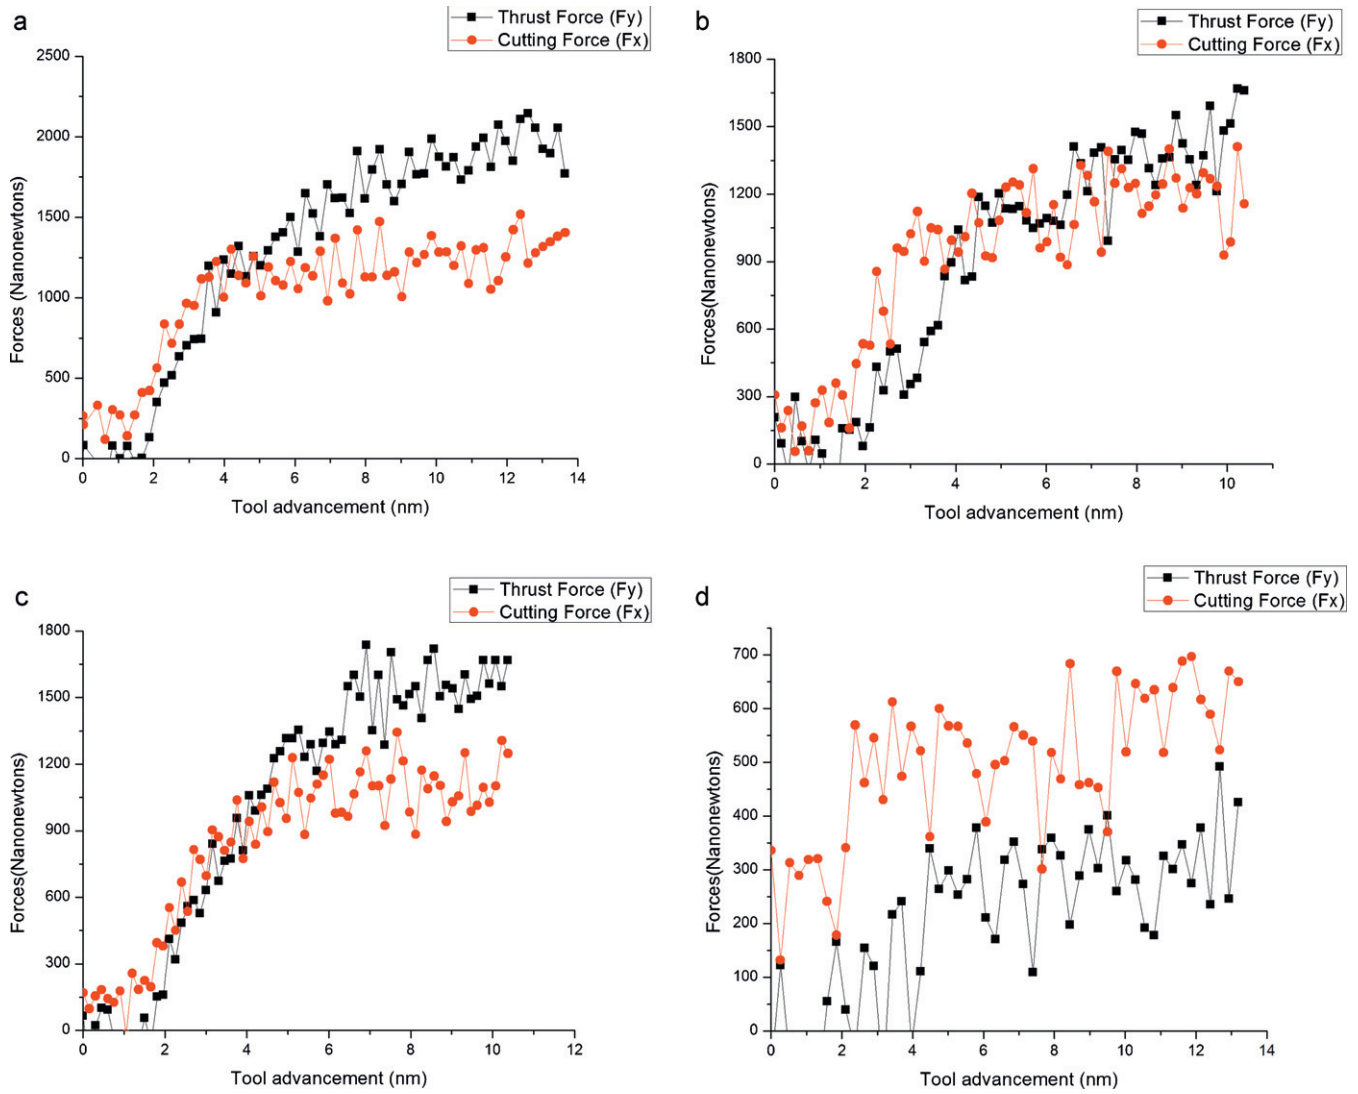 a
Thrust Force (Fy)
Cutting Force (Fx)
2500
2000
1500
1000
500
0
Forces (Nanonewtons)
0 2 4 6 8 10 12 14
Tool advancement (nm)
b
Thrust Force (Fy)
Cutting Force (Fx)
1800
1500
1200
900
600
300
0
Forces(Nanonewtons)
0 2 4 6 8 10
Tool advancement (nm)
c
Thrust Force (Fy)
Cutting Force (Fx)
1800
1500
1200
900
600
300
0
Forces(Nanonewtons)
0 2 4 6 8 10 12
Tool advancement (nm)
d
Thrust Force (Fy)
Cutting Force (Fx)
700
600
500
400
300
200
100
0
Forces(Nanonewtons)
0 2 4 6 8 10 12 14
Tool advancement (nm)